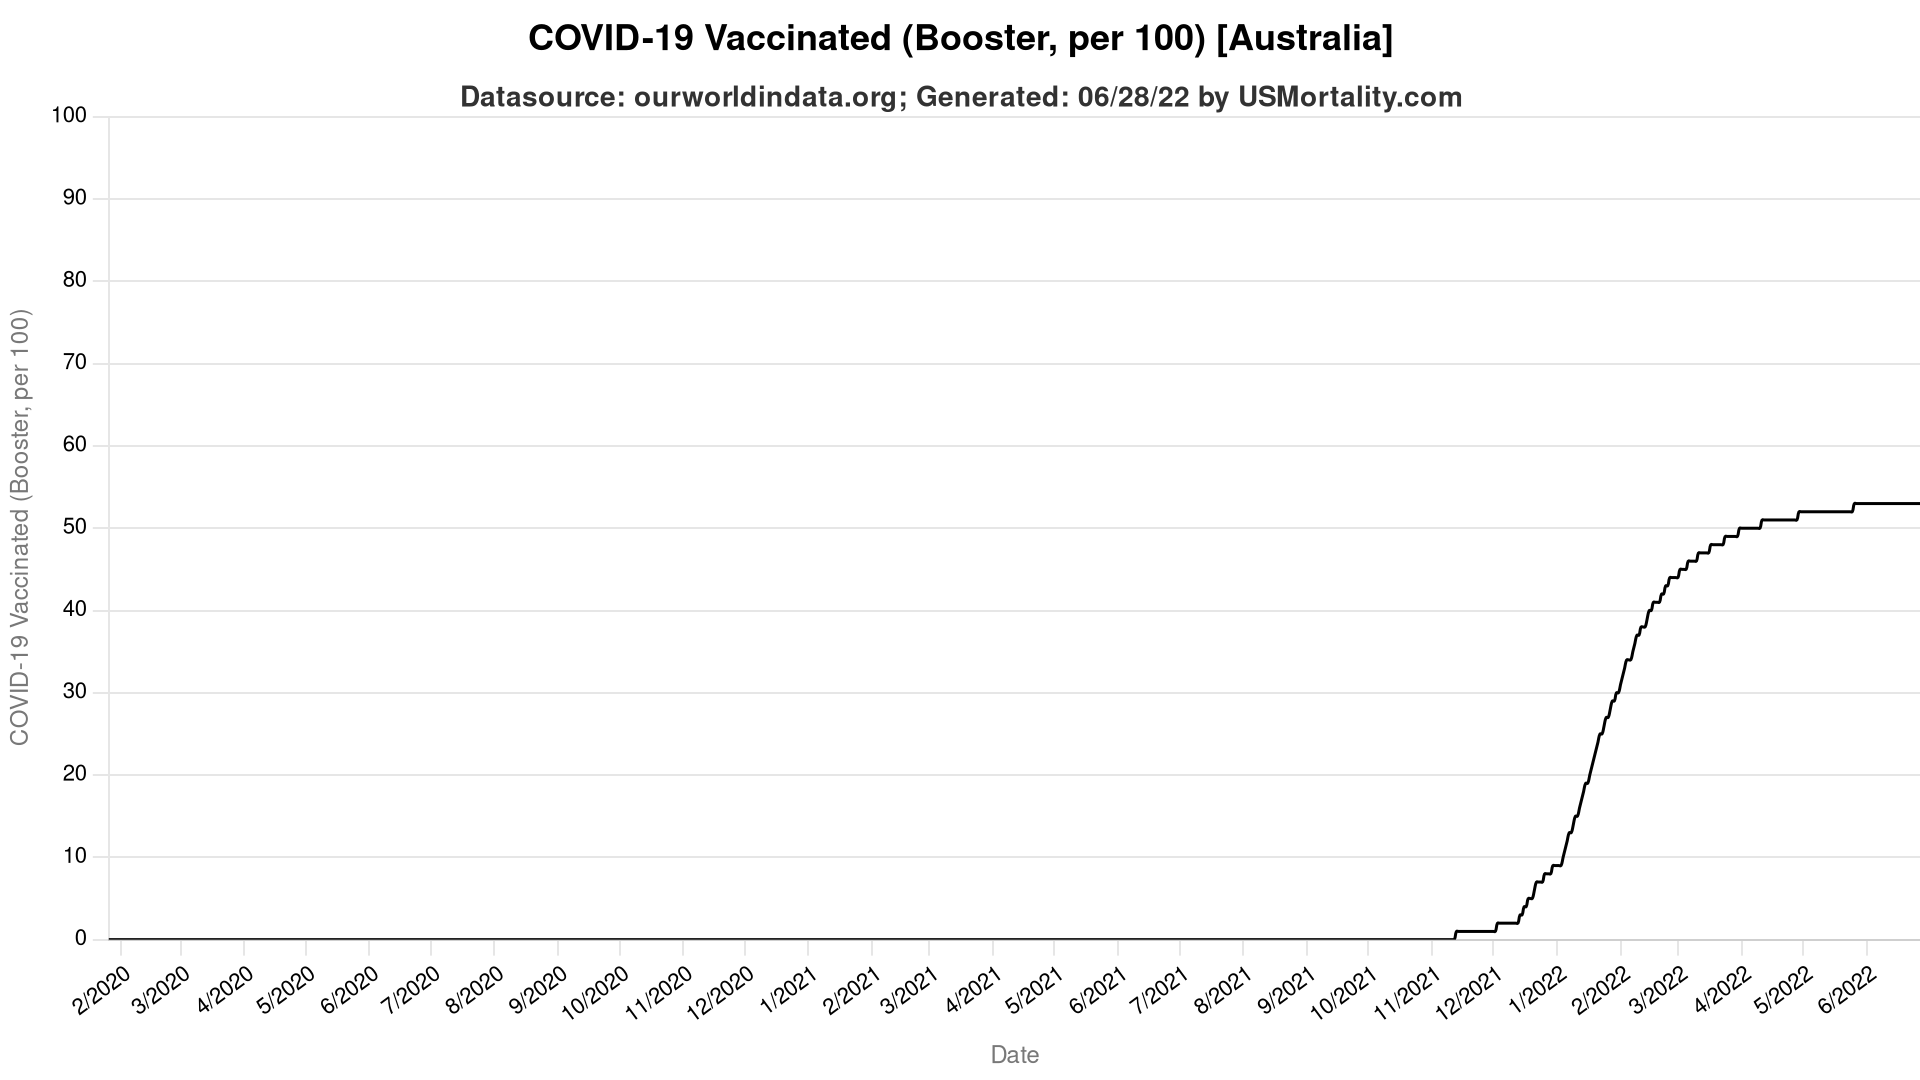 COVID-19 Vaccinated (Booster, per 100) [Australia]
Datasource: ourworldindata.org; Generated: 06/28/22 by USMortality.com
COVID-19 Vaccinated (Booster, per 100)
100
90
80
70
60
50
40
30
20
10
0
2/2020 3/2020 4/2020 5/2020 6/2020 7/2020 8/2020 9/2020 10/2020 11/2020 12/2020 1/2021 2/2021 3/2021 4/2021 5/2021 6/2021 7/2021 8/2021 9/2021 10/2021 11/2021 12/2021 1/2022 2/2022 3/2022 4/2022 5/2022 6/2022
Date